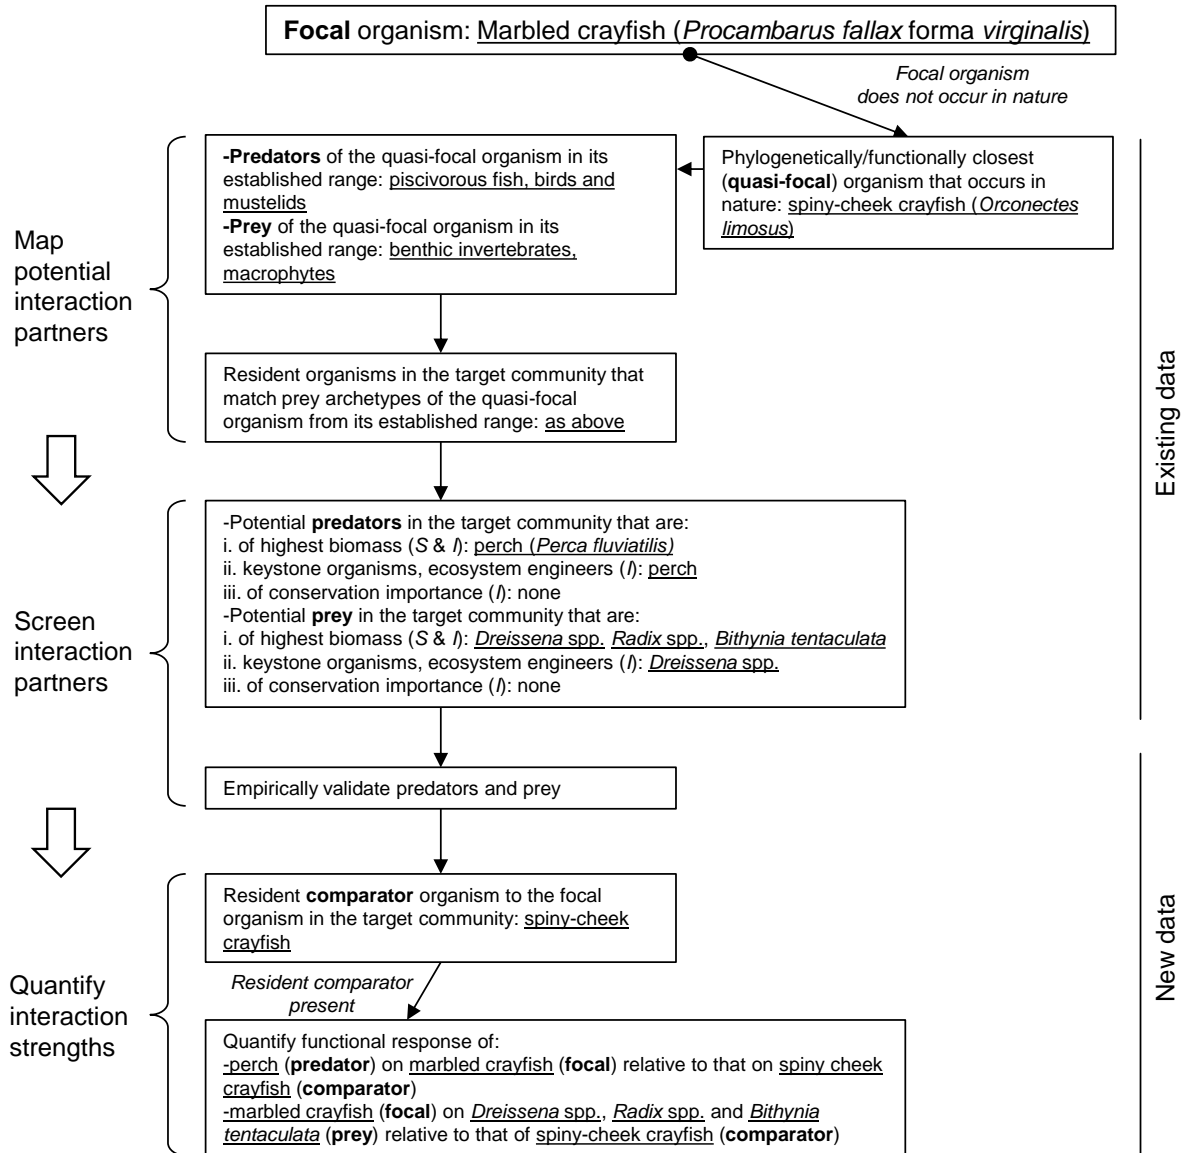 Focal organism: Marbled crayfish (Procambarus fallax forma virginalis)
Focal organism
does not occur in nature
Phylogenetically/functionally closest
(quasi-focal) organism that occurs in
nature: spiny-cheek crayfish (Orconectes
limosus)
Map
potential
interaction
partners
-Predators of the quasi-focal organism in its
established range: piscivorous fish, birds and
mustelids
-Prey of the quasi-focal organism in its
established range: benthic invertebrates,
macrophytes
Resident organisms in the target community that
match prey archetypes of the quasi-focal
organism from its established range: as above
Existing data
Screen
interaction
partners
-Potential predators in the target community that are:
i. of highest biomass (S & I): perch (Perca fluviatilis)
ii. keystone organisms, ecosystem engineers (I): perch
iii. of conservation importance (I): none
-Potential prey in the target community that are:
i. of highest biomass (S & I): Dreissena spp. Radix spp., Bithynia tentaculata
ii. keystone organisms, ecosystem engineers (I): Dreissena spp.
iii. of conservation importance (I): none
Empirically validate predators and prey
Quantify
interaction
strengths
Resident comparator organism to the focal
organism in the target community: spiny-cheek
crayfish
Resident comparator
present
Quantify functional response of:
-perch (predator) on marbled crayfish (focal) relative to that on spiny cheek
crayfish (comparator)
-marbled crayfish (focal) on Dreissena spp., Radix spp. and Bithynia
tentaculata (prey) relative to that of spiny-cheek crayfish (comparator)
New data